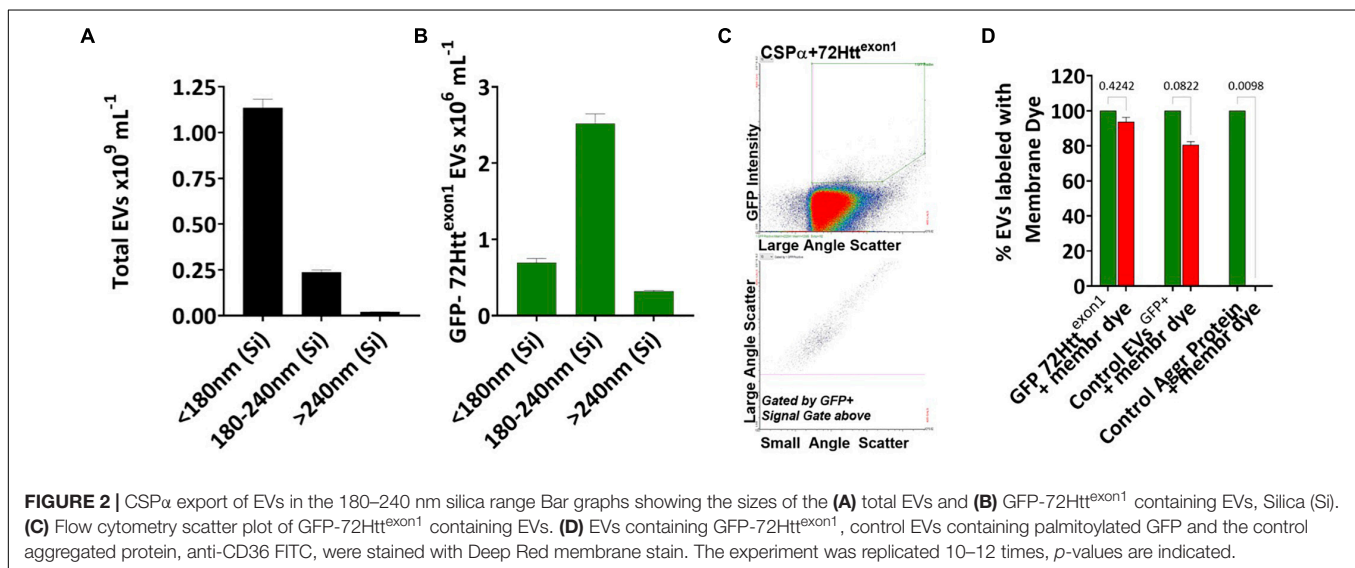 A
Total EVs x10⁹ mL⁻¹
1.25
1.00
0.75
0.50
0.25
0.00
<180nm (Si)
180-240nm (Si)
>240nm (Si)
B
GFP- 72Htt^exon1 EVs x10⁶ mL⁻¹
3
2
1
0
<180nm (Si)
180-240nm (Si)
>240nm (Si)
C
CSPα+72Htt^exon1
GFP Intensity
Large Angle Scatter
Large Angle Scatter
Gated by GFP+
Signal Gate above
Small Angle Scatter
D
% EVs labeled with
Membrane Dye
120
100
80
60
40
20
0
0.4242
0.0822
0.0098
GFP 72Htt^exon1
+ membr dye
Control EVs^GFP+
+ membr dye
Control Aggr Protein
+ membr dye
FIGURE 2 | CSPα export of EVs in the 180–240 nm silica range Bar graphs showing the sizes of the (A) total EVs and (B) GFP-72Htt^exon1 containing EVs, Silica (Si).
(C) Flow cytometry scatter plot of GFP-72Htt^exon1 containing EVs. (D) EVs containing GFP-72Htt^exon1, control EVs containing palmitoylated GFP and the control
aggregated protein, anti-CD36 FITC, were stained with Deep Red membrane stain. The experiment was replicated 10–12 times, p-values are indicated.